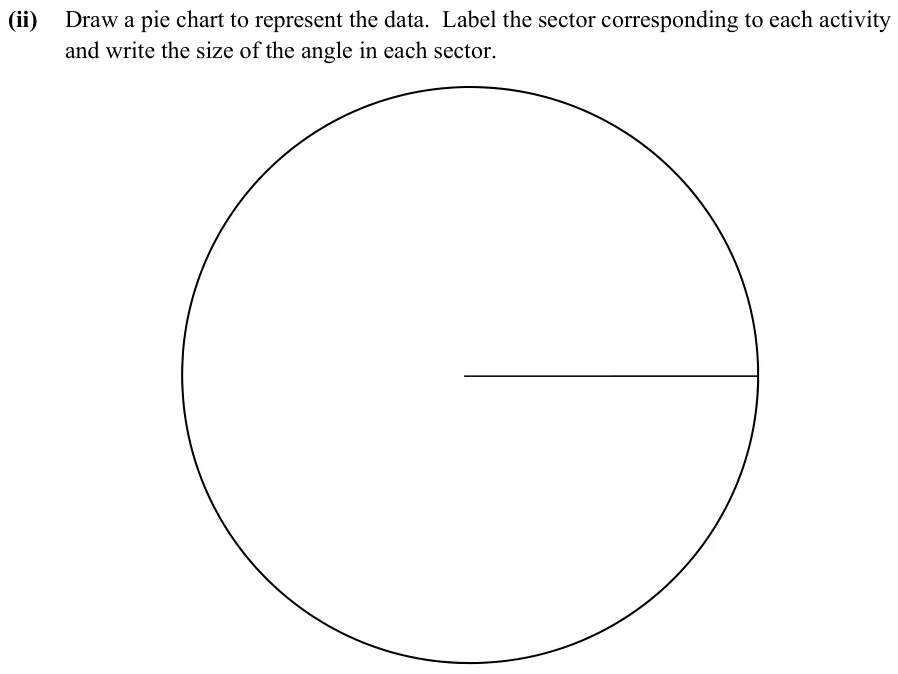 (ii) Draw a pie chart to represent the data. Label the sector corresponding to each activity
and write the size of the angle in each sector.